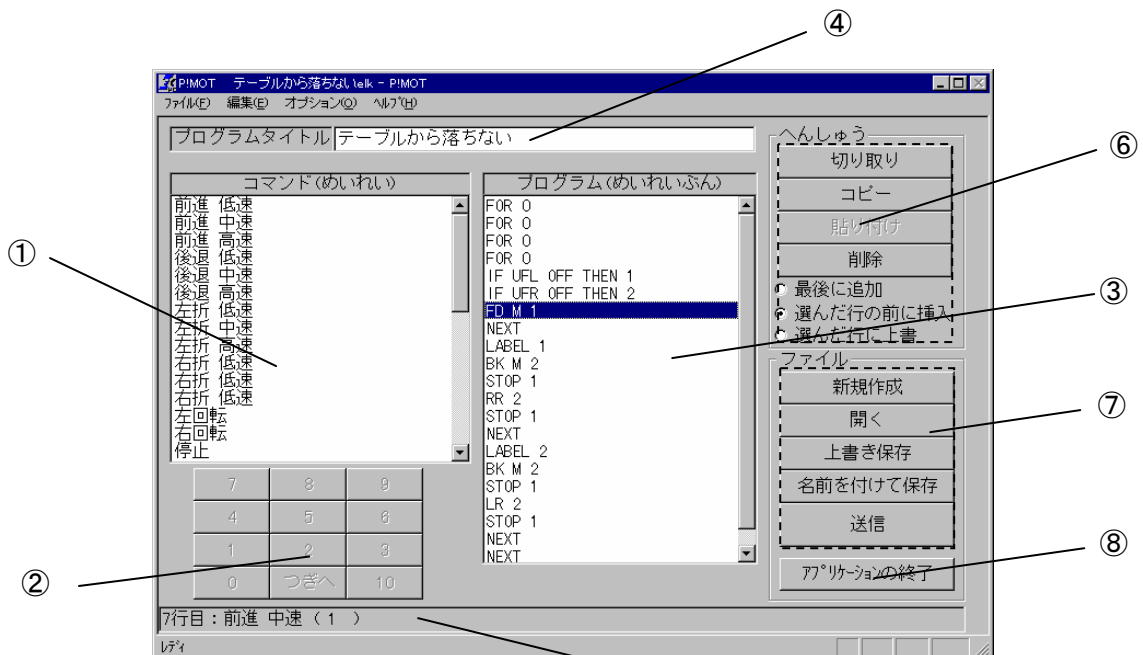 ④
P!MOT テーブルから落ちない.elk - P!MOT
ファイル(F) 編集(E) オプション(O) ヘルプ(H)
プログラムタイトル テーブルから落ちない
コマンド(めいれい)
前進 低速
前進 中速
前進 高速
後退 低速
後退 中速
後退 高速
左折 低速
左折 中速
左折 高速
右折 低速
右折 低速
左回転
右回転
停止
①
7 8 9
4 5 6
1 2 3
0 つぎへ 10
②
プログラム(めいれいぶん)
FOR 0
FOR 0
FOR 0
FOR 0
IF UFL OFF THEN 1
IF UFR OFF THEN 2
FD M 1
NEXT
LABEL 1
BK M 2
STOP 1
RR 2
STOP 1
NEXT
LABEL 2
BK M 2
STOP 1
LR 2
STOP 1
NEXT
NEXT
へんしゅう
切り取り
コピー
貼り付け
削除
最後に追加
選んだ行の前に挿入
選んだ行に上書
⑥
③
ファイル
新規作成
開く
上書き保存
名前を付けて保存
送信
⑦
アプリケーションの終了
⑧
7行目:前進 中速 ( 1 )
レディ